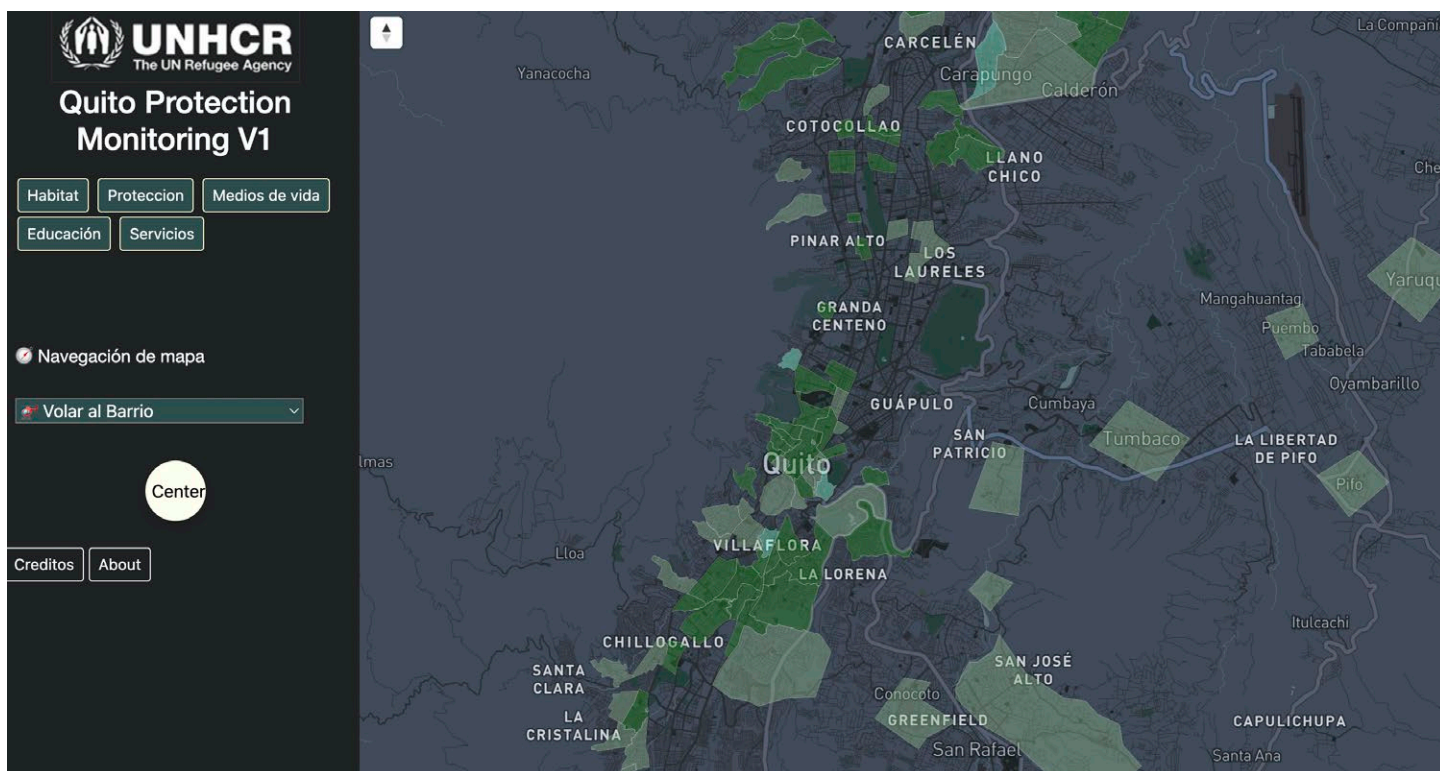 UNHCR
The UN Refugee Agency
Quito Protection
Monitoring V1
Habitat
Proteccion
Medios de vida
Educación
Servicios
Navegación de mapa
Volar al Barrio
Center
Creditos
About
La Compañí
CARCELÉN
Yanacocha
Carapungo
Calderón
COTOCOLLAO
LLANO
CHICO
Che
PINAR ALTO
LOS
LAURELES
Yaruqu
Mangahuantag
GRANDA
CENTENO
Puembo
Tababela
Oyambarillo
GUÁPULO
Cumbaya
SAN
PATRICIO
Tumbaco
LA LIBERTAD
DE PIFO
lmas
Quito
Pifo
VILLAFLORA
Lloa
LA LORENA
Itulcachi
CHILLOGALLO
SANTA
CLARA
SAN JOSÉ
ALTO
Conocoto
LA
CRISTALINA
GREENFIELD
CAPULICHUPA
San Rafael
Santa Ana